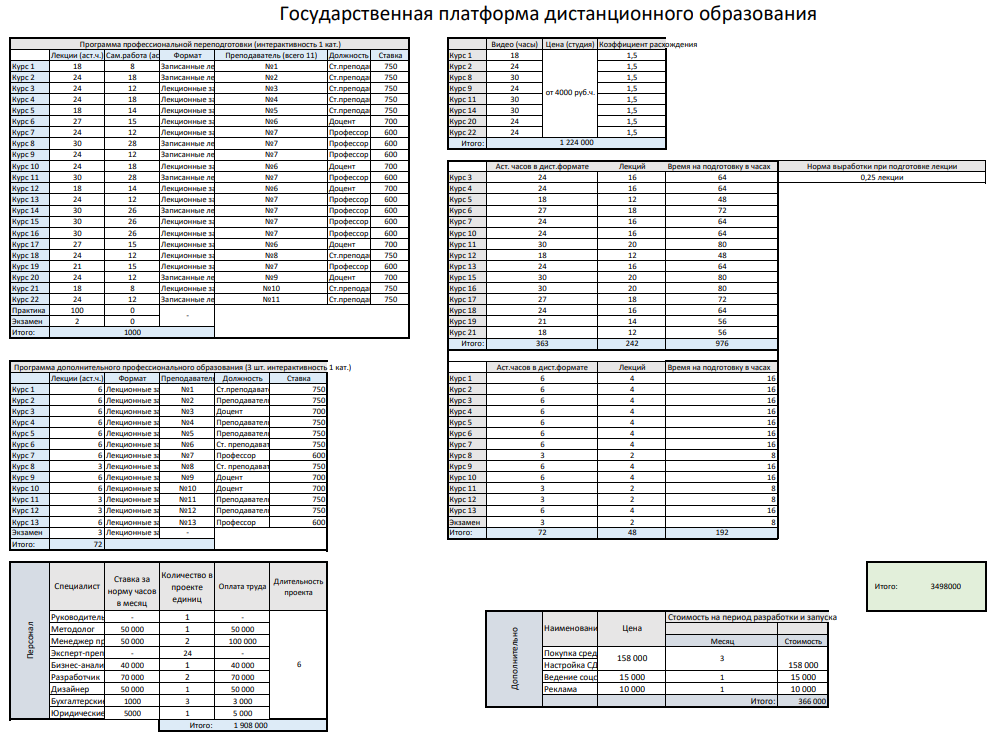 Государственная платформа дистанционного образования
Программа профессиональной переподготовки (интерактивность 1 кат.)
Лекции (аст.ч.) Сам.работа (ас Формат Преподаватель (всего 11) Должность Ставка
Курс 1 18 8 Записанные ле №1 Ст.препода 750
Курс 2 24 18 Записанные ле №2 Ст.препода 750
Курс 3 24 12 Лекционные за №3 Ст.препода 750
Курс 4 24 18 Лекционные за №4 Ст.препода 750
Курс 5 18 14 Лекционные за №5 Ст.препода 750
Курс 6 27 15 Лекционные за №6 Доцент 700
Курс 7 24 12 Лекционные за №7 Профессор 600
Курс 8 30 28 Записанные ле №7 Профессор 600
Курс 9 24 12 Записанные ле №7 Профессор 600
Курс 10 24 18 Лекционные за №6 Доцент 700
Курс 11 30 28 Записанные ле №7 Профессор 600
Курс 12 18 14 Лекционные за №6 Доцент 700
Курс 13 24 12 Лекционные за №7 Профессор 600
Курс 14 30 26 Записанные ле №7 Профессор 600
Курс 15 30 26 Лекционные за №7 Профессор 600
Курс 16 30 26 Лекционные за №7 Профессор 600
Курс 17 27 15 Лекционные за №6 Доцент 700
Курс 18 24 12 Лекционные за №8 Ст.препода 750
Курс 19 21 15 Лекционные за №7 Профессор 600
Курс 20 24 12 Записанные ле №9 Доцент 700
Курс 21 18 8 Лекционные за №10 Ст.препода 750
Курс 22 24 12 Записанные ле №11 Ст.препода 750
Практика 100 0 -
Экзамен 2 0
Итого: 1000
Видео (часы) Цена (студия) Коэффициент расхождения
Курс 1 18 1,5
Курс 2 24 1,5
Курс 8 30 1,5
Курс 9 24 от 4000 руб.ч. 1,5
Курс 11 30 1,5
Курс 14 30 1,5
Курс 20 24 1,5
Курс 22 24 1,5
Итого: 1 224 000
Аст. часов в дист.формате Лекций Время на подготовку в часах Норма выработки при подготовке лекции
Курс 3 24 16 64 0,25 лекции
Курс 4 24 16 64
Курс 5 18 12 48
Курс 6 27 18 72
Курс 7 24 16 64
Курс 10 24 16 64
Курс 11 30 20 80
Курс 12 18 12 48
Курс 13 24 16 64
Курс 15 30 20 80
Курс 16 30 20 80
Курс 17 27 18 72
Курс 18 24 16 64
Курс 19 21 14 56
Курс 21 18 12 56
Итого: 363 242 976
Программа дополнительного профессионального образования (3 шт. интерактивность 1 кат.)
Лекции (аст.ч.) Формат Преподавател Должность Ставка
Курс 1 6 Лекционные за №1 Ст.преподават 750
Курс 2 6 Лекционные за №2 Преподавател 750
Курс 3 6 Лекционные за №3 Доцент 700
Курс 4 6 Лекционные за №4 Преподавател 750
Курс 5 6 Лекционные за №5 Преподавател 750
Курс 6 6 Лекционные за №6 Ст. преподават 750
Курс 7 6 Лекционные за №7 Профессор 600
Курс 8 3 Лекционные за №8 Ст. преподават 750
Курс 9 6 Лекционные за №9 Доцент 700
Курс 10 6 Лекционные за №10 Доцент 700
Курс 11 3 Лекционные за №11 Преподавател 750
Курс 12 3 Лекционные за №12 Преподавател 750
Курс 13 6 Лекционные за №13 Профессор 600
Экзамен 3 Лекционные за -
Итого: 72
Аст.часов в дист.формате Лекций Время на подготовку в часах
Курс 1 6 4 16
Курс 2 6 4 16
Курс 3 6 4 16
Курс 4 6 4 16
Курс 5 6 4 16
Курс 6 6 4 16
Курс 7 6 4 16
Курс 8 3 2 8
Курс 9 6 4 16
Курс 10 6 4 16
Курс 11 3 2 8
Курс 12 3 2 8
Курс 13 6 4 16
Экзамен 3 2 8
Итого: 72 48 192
Персонал
Специалист Ставка за норму часов в месяц Количество в проекте единиц Оплата труда Длительность проекта
Руководитель - 1 -
Методолог 50 000 1 50 000
Менеджер пр 50 000 2 100 000
Эксперт-преп - 24 -
Бизнес-анали 40 000 1 40 000 6
Разработчик 70 000 2 70 000
Дизайнер 50 000 1 50 000
Бухгалтерски 1000 3 3 000
Юридические 5000 1 5 000
Итого: 1 908 000
Итого: 3498000
Дополнительно
Наименовани Цена Стоимость на период разработки и запуска
Месяц Стоимость
Покупка сред 158 000 3
Настройка СД 158 000
Ведение соцс 15 000 1 15 000
Реклама 10 000 1 10 000
Итого: 366 000